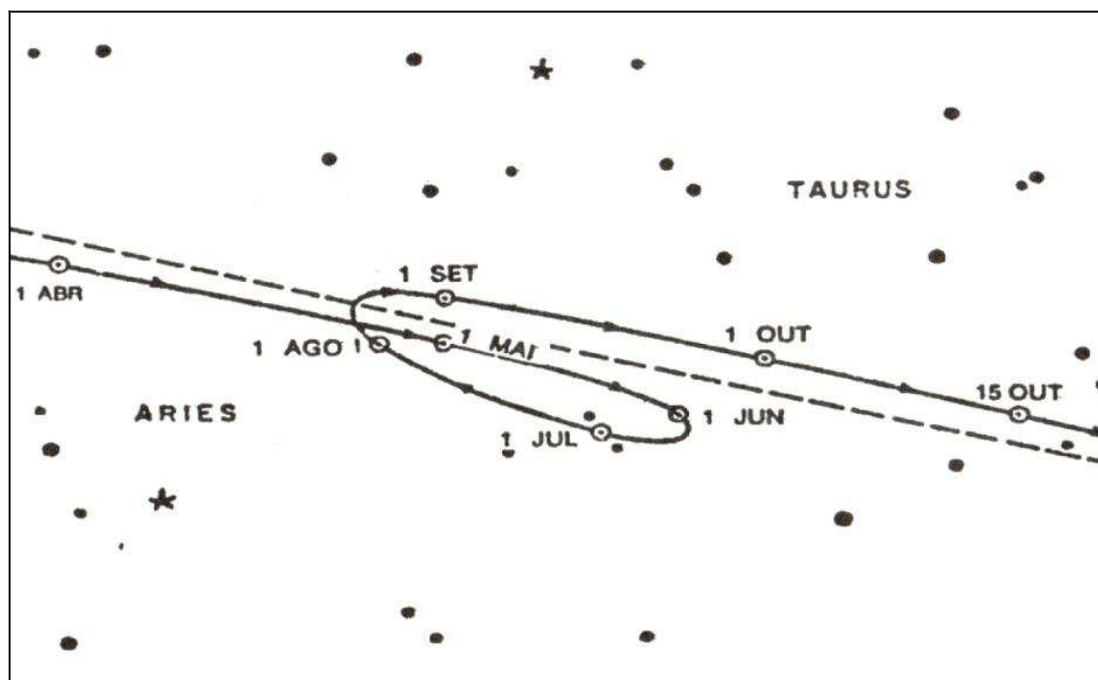 TAURUS
1 SET
1 ABR
1 AGO
1 MAI
1 OUT
15 OUT
ARIES
1 JUN
1 JUL